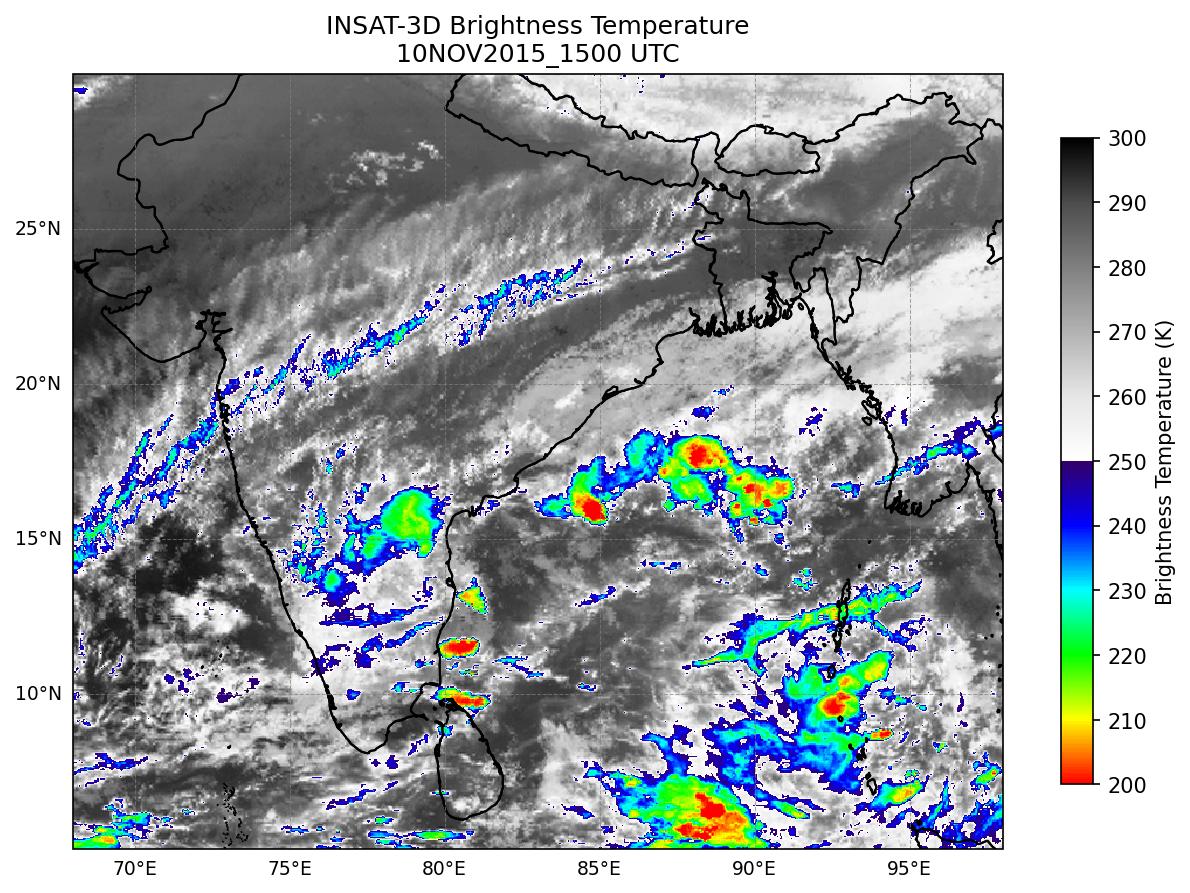 INSAT-3D Brightness Temperature
10NOV2015_1500 UTC
25°N
20°N
15°N
10°N
70°E
75°E
80°E
85°E
90°E
95°E
300
290
280
270
260
250
240
230
220
210
200
Brightness Temperature (K)